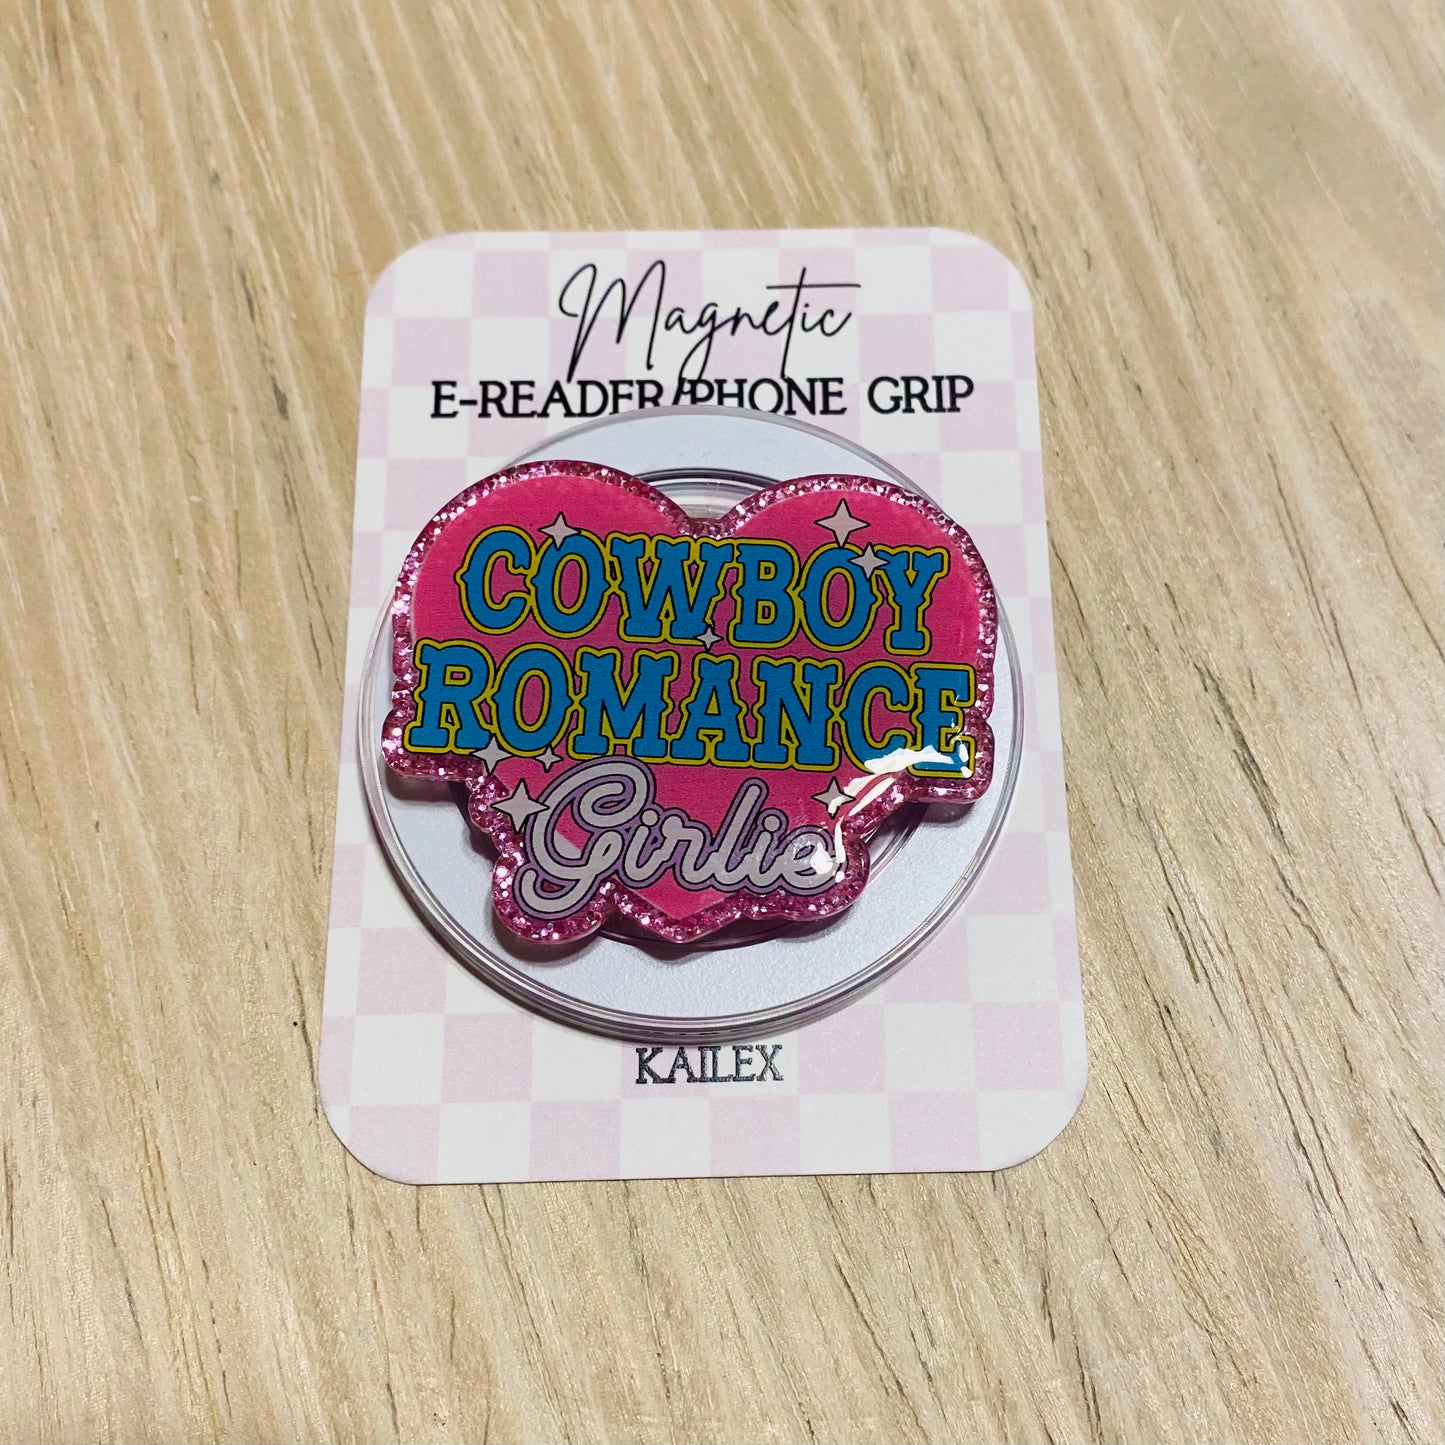 Magnetic
E-READER/PHONE GRIP
COWBOY
ROMANCE
Girlie
KAILEX